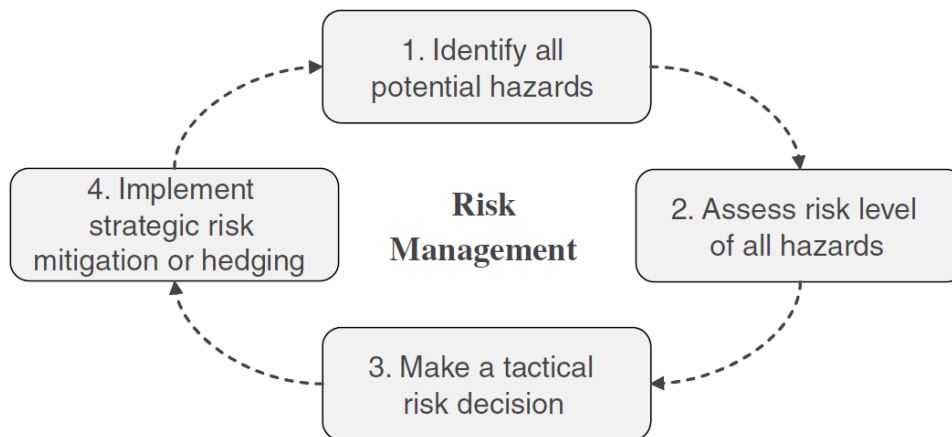 1. Identify all
potential hazards
2. Assess risk level
of all hazards
3. Make a tactical
risk decision
4. Implement
strategic risk
mitigation or hedging
Risk
Management